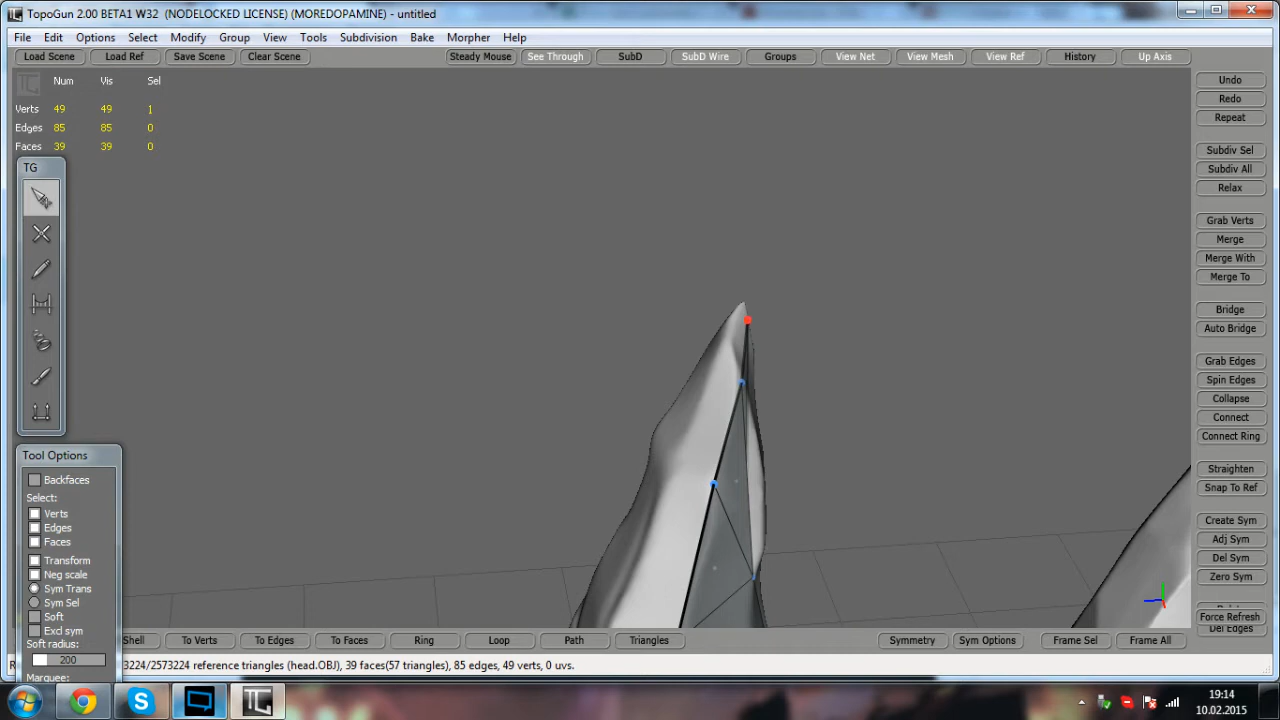 TopoGun 2.00 BETA1 W32 (NODELOCKED LICENSE) (MOREDOPAMINE) - untitled
File Edit Options Select Modify Group View Tools Subdivision Bake Morpher Help
Load Scene Load Ref Save Scene Clear Scene Steady Mouse See Through SubD SubD Wire Groups View Net View Mesh View Ref History Up Axis
Num Vis Sel
Verts 49 49 1
Edges 85 85 0
Faces 39 39 0
TG
Undo
Redo
Repeat
Subdiv Sel
Subdiv All
Relax
Grab Verts
Merge
Merge With
Merge To
Bridge
Auto Bridge
Grab Edges
Spin Edges
Collapse
Connect
Connect Ring
Straighten
Snap To Ref
Create Sym
Adj Sym
Del Sym
Zero Sym
Force Refresh
Del Edges
Tool Options
Backfaces
Select:
Verts
Edges
Faces
Transform
Neg scale
Sym Trans
Sym Sel
Soft
Excl sym
Soft radius:
200
Marquee:
Shell To Verts To Edges To Faces Ring Loop Path Triangles Symmetry Sym Options Frame Sel Frame All
3224/2573224 reference triangles (head.OBJ), 39 faces(57 triangles), 85 edges, 49 verts, 0 uvs.
19:14
10.02.2015